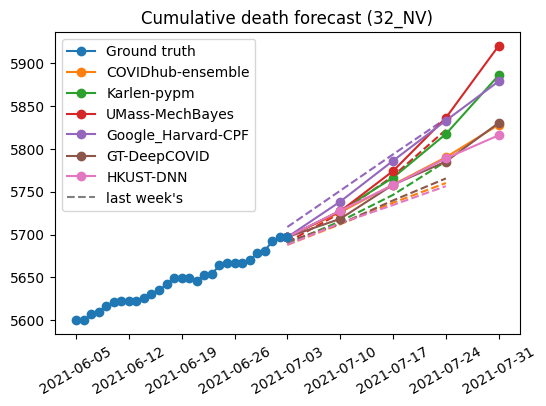 Cumulative death forecast (32_NV)
Ground truth
COVIDhub-ensemble
Karlen-pypm
UMass-MechBayes
Google_Harvard-CPF
GT-DeepCOVID
HKUST-DNN
last week's
5900
5850
5800
5750
5700
5650
5600
2021-06-05
2021-06-12
2021-06-19
2021-06-26
2021-07-03
2021-07-10
2021-07-17
2021-07-24
2021-07-31